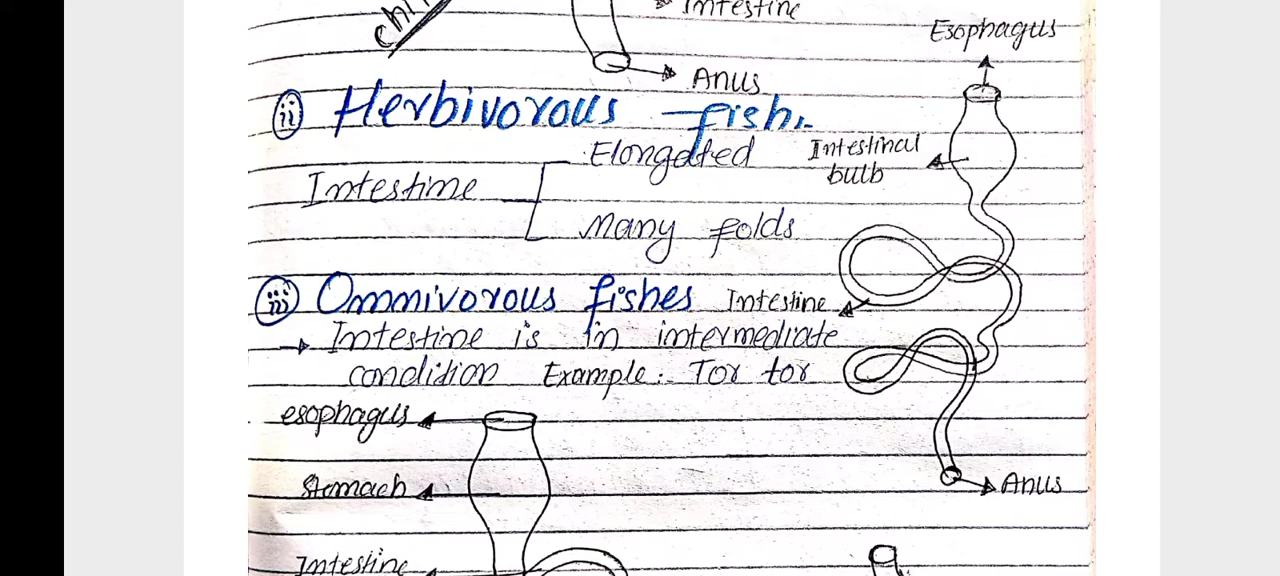 Intestine
Anus
Esophagus
(ii) Herbivorous fish.
Intestine
Elongated
Many folds
Intestinal
bulb
(iii) Ommivorous fishes
Intestine
→ Intestine is in intermediate
condition Example: Tor tor
esophagus
Stomach
Anus
Intestine